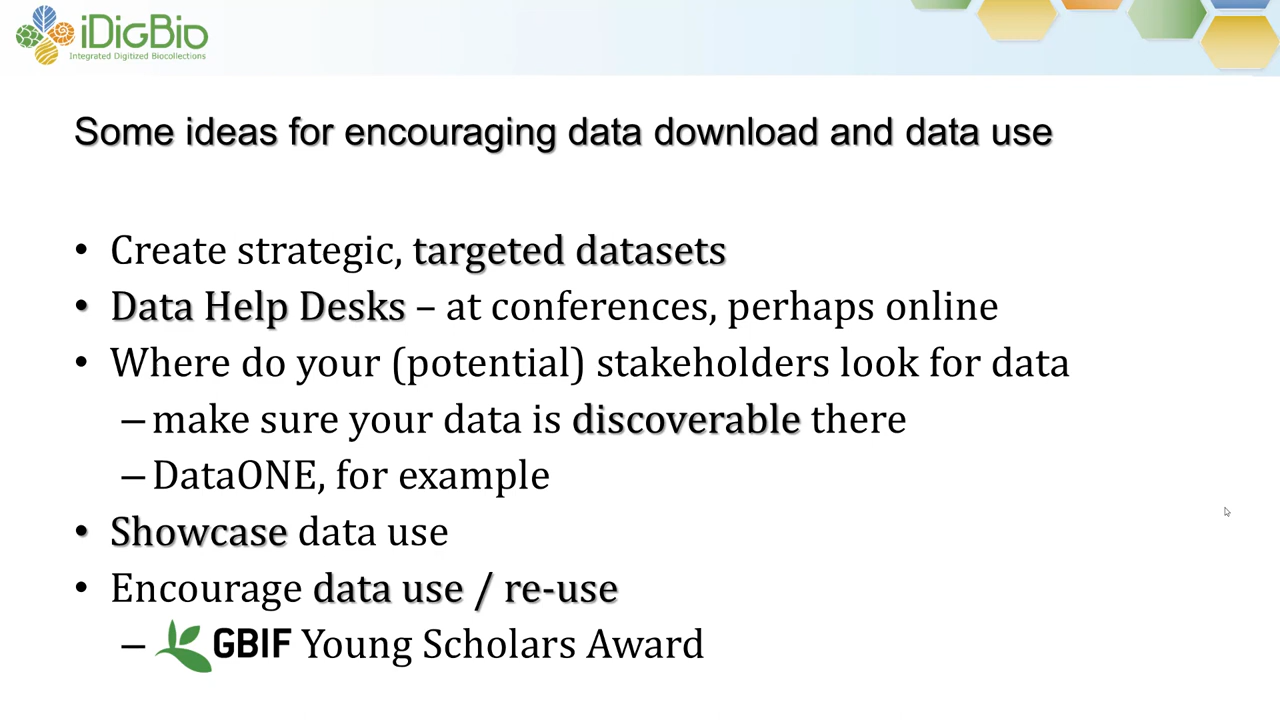 iDigBio
Integrated Digitized Biocollections
Some ideas for encouraging data download and data use
• Create strategic, targeted datasets
• Data Help Desks – at conferences, perhaps online
• Where do your (potential) stakeholders look for data
– make sure your data is discoverable there
– DataONE, for example
• Showcase data use
• Encourage data use / re-use
– GBIF Young Scholars Award